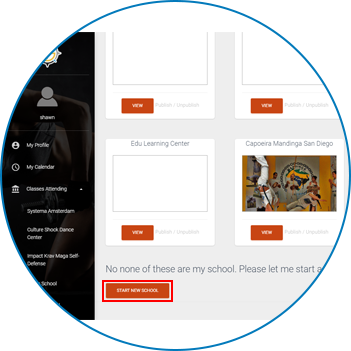 shawn
My Profile
My Calendar
Classes Attending
Systema Amsterdam
Culture Shock Dance
Center
Impact Krav Maga Self-
Defense
School
VIEW Publish / Unpublish
VIEW Publish / Unpublish
Edu Learning Center
Capoeira Mandinga San Diego
VIEW Publish / Unpublish
VIEW Publish / Unpublish
No none of these are my school. Please let me start a
START NEW SCHOOL